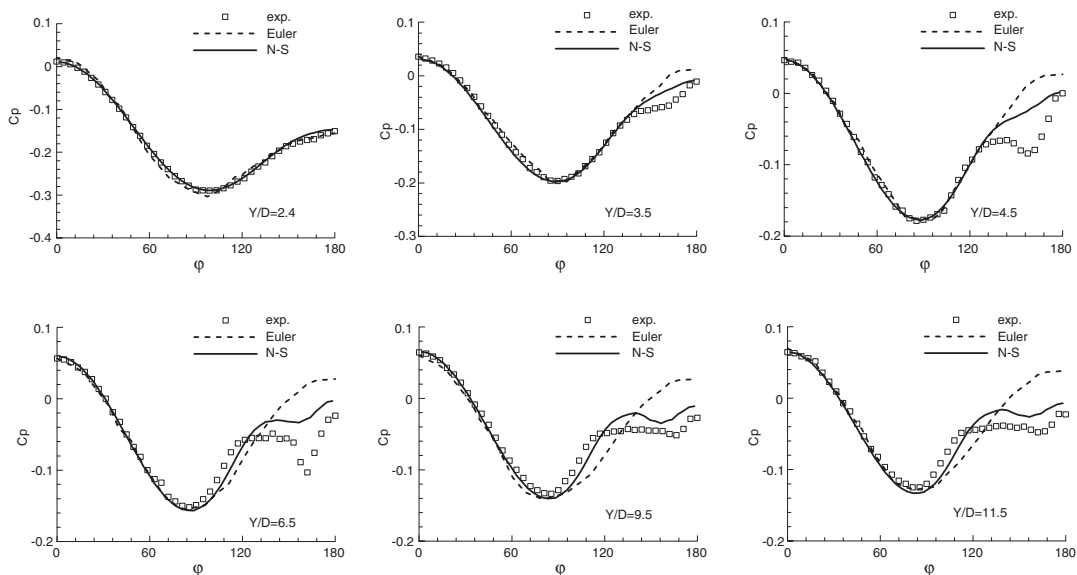 0.1
0
-0.1
-0.2
-0.3
-0.4
Cp
exp.
Euler
N-S
Y/D=2.4
0 60 120 180
φ
0.1
0
-0.1
-0.2
-0.3
Cp
exp.
Euler
N-S
Y/D=3.5
0 60 120 180
φ
0.1
0
-0.1
-0.2
Cp
exp.
Euler
N-S
Y/D=4.5
0 60 120 180
φ
0.1
0
-0.1
-0.2
Cp
exp.
Euler
N-S
Y/D=6.5
0 60 120 180
φ
0.1
0
-0.1
-0.2
Cp
exp.
Euler
N-S
Y/D=9.5
0 60 120 180
φ
0.1
0
-0.1
-0.2
Cp
exp.
Euler
N-S
Y/D=11.5
0 60 120 180
φ